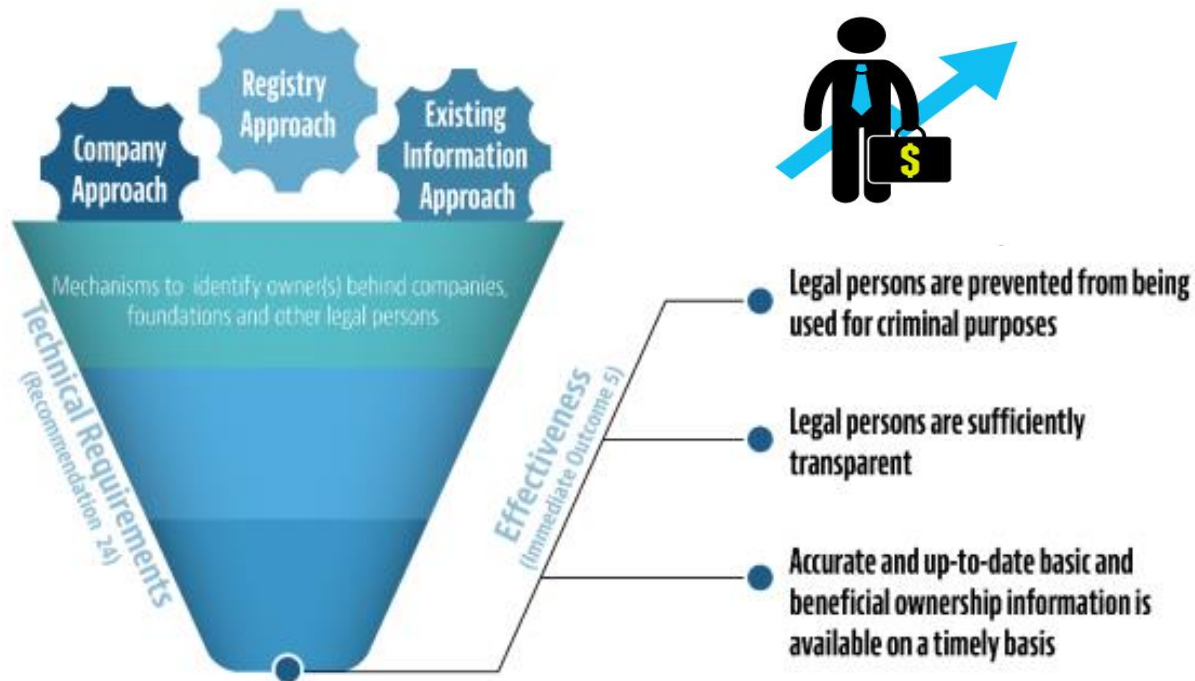 Registry
Approach
Company
Approach
Existing
Information
Approach
$
Mechanisms to identify owner(s) behind companies,
foundations and other legal persons
Technical Requirements
(Recommendation 24)
Effectiveness
(Immediate Outcome 5)
Legal persons are prevented from being
used for criminal purposes
Legal persons are sufficiently
transparent
Accurate and up-to-date basic and
beneficial ownership information is
available on a timely basis